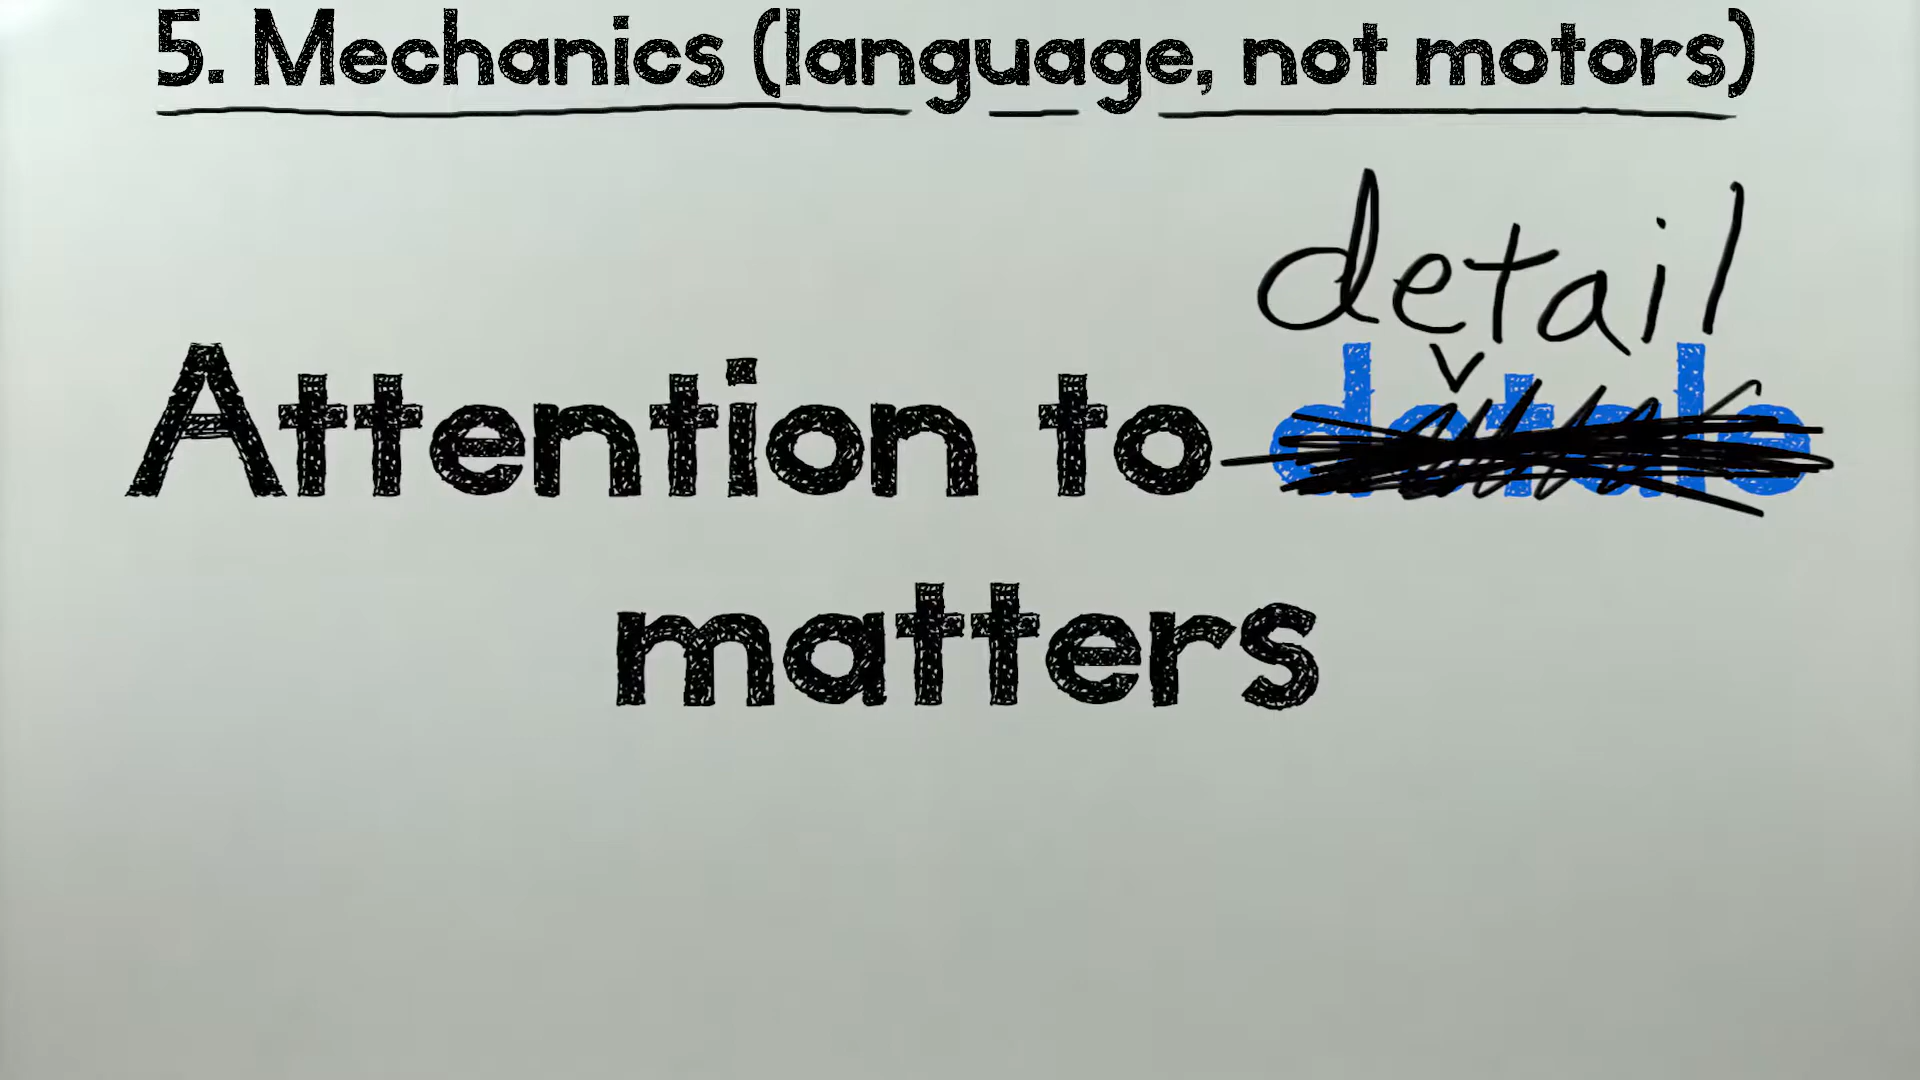 5. Mechanics (language, not motors)
detail
Attention to
matters